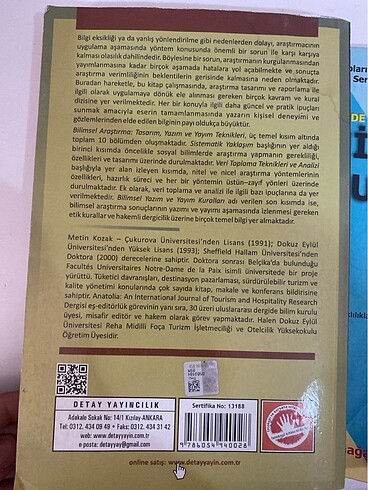 Bilgi eksikliği ya da yanlış yönlendirilme gibi nedenlerden dolayı, araştırmacının
uygulama aşamasında yöntem konusunda önemli bir sorun ile karşı karşıya
kalması olasılık dahilindedir. Böylesine bir sorun, araştırmanın kurgulanmasından
yayımlanmasına kadar birçok aşamada hatalara yol açabilmekte ve sonuçta
araştırma verimliliğinin beklentilerin gerisinde kalmasına neden olmaktadır.
Buradan hareketle, bu kitap çalışmasında, araştırma tasarımı ve raporlama ile
ilgili olarak uygulamaya dönük ele alınması gereken birçok kavram ve kural
dizisine yer verilmektedir. Her bir konuyla ilgili daha güncel ve pratik ipuçları
sunmak amacıyla eserin tamamlanmasında yazarın kişisel deneyimi ve
gözlemlerinden elde edilen bilginin payı oldukça büyüktür.
Bilimsel Araştırma: Tasarım, Yazım ve Yayım Teknikleri, üç temel kısım altında
toplam 10 bölümden oluşmaktadır. Sistematik Yaklaşım başlığının yer aldığı
birinci kısımda öncelikle sosyal bilimlerde araştırma yapmanın gerekliliği,
özellikleri ve tasarımı üzerinde durulmaktadır. Veri Toplama Teknikleri ve Analizi
başlığıyla yer alan izleyen kısımda, nitel ve nicel araştırma yöntemlerinin
özellikleri, hazırlık süreci ve her bir yöntemin üstün–zayıf yönleri üzerinde
durulmaktadır. Ek olarak, veri toplama ve analizi ile ilgili bazı ipuçlarına da yer
verilmektedir. Bilimsel Yazım ve Yayım Kuralları adı verilen son kısımda ise,
bilimsel araştırma sonuçlarının yazımı ve yayımı aşamasında izlenmesi gereken
etik kurallar ve hakemli dergicilik üzerine birçok temel bilgi yer almaktadır.
Metin Kozak – Çukurova Üniversitesi'nden Lisans (1991); Dokuz Eylül
Üniversitesi'nden Yüksek Lisans (1993); Sheffield Hallam Üniversitesi'nden
Doktora (2000) derecelerine sahiptir. Doktora sonrası Belçika'da bulunduğu
Facultes Universitaires Notre-Dame de la Paix isimli üniversitede bir proje
yürüttü. Tüketici davranışları, destinasyon pazarlaması, sürdürülebilir turizm ve
kalite yönetimi konularında çok sayıda kitap, makale ve konferans bildirisine
sahiptir. Anatolia: An International Journal of Tourism and Hospitality Research
Dergisi eş-editörlük görevinin yanı sıra, 30 üzeri uluslararası dergide bilim kurulu
üyesi, misafir editör ve hakem olarak görev yapmaktadır. Halen Dokuz Eylül
Üniversitesi Reha Midilli Foça Turizm İşletmeciliği ve Otelcilik Yüksekokulu
Öğretim Üyesidir.
DETAY YAYINCILIK
Adakale Sokak No: 14/1 Kızılay-ANKARA
Tel: 0312. 434 09 49 · Faks: 0312. 434 31 42
web: www.detayyayin.com.tr
e-posta: detayyay@gmail.com
Sertifika No: 13188
9 786054 940028
online satış: www.detayyayin.com.tr